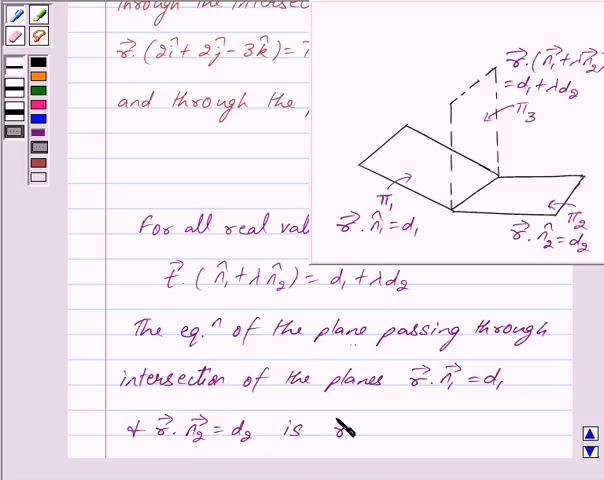 through the intersec
r⃗.(2î + 2ĵ - 3k̂) =
and through the
r⃗.(n⃗₁ + λn⃗₂)
= d₁ + λd₂
π₃
π₁
r⃗.n̂₁ = d₁
π₂
r⃗.n̂₂ = d₂
For all real val
r⃗.(n̂₁ + λn̂₂) = d₁ + λd₂
The eq.ⁿ of the plane passing through
intersection of the planes r⃗.n⃗₁ = d₁
& r⃗.n⃗₂ = d₂ is r